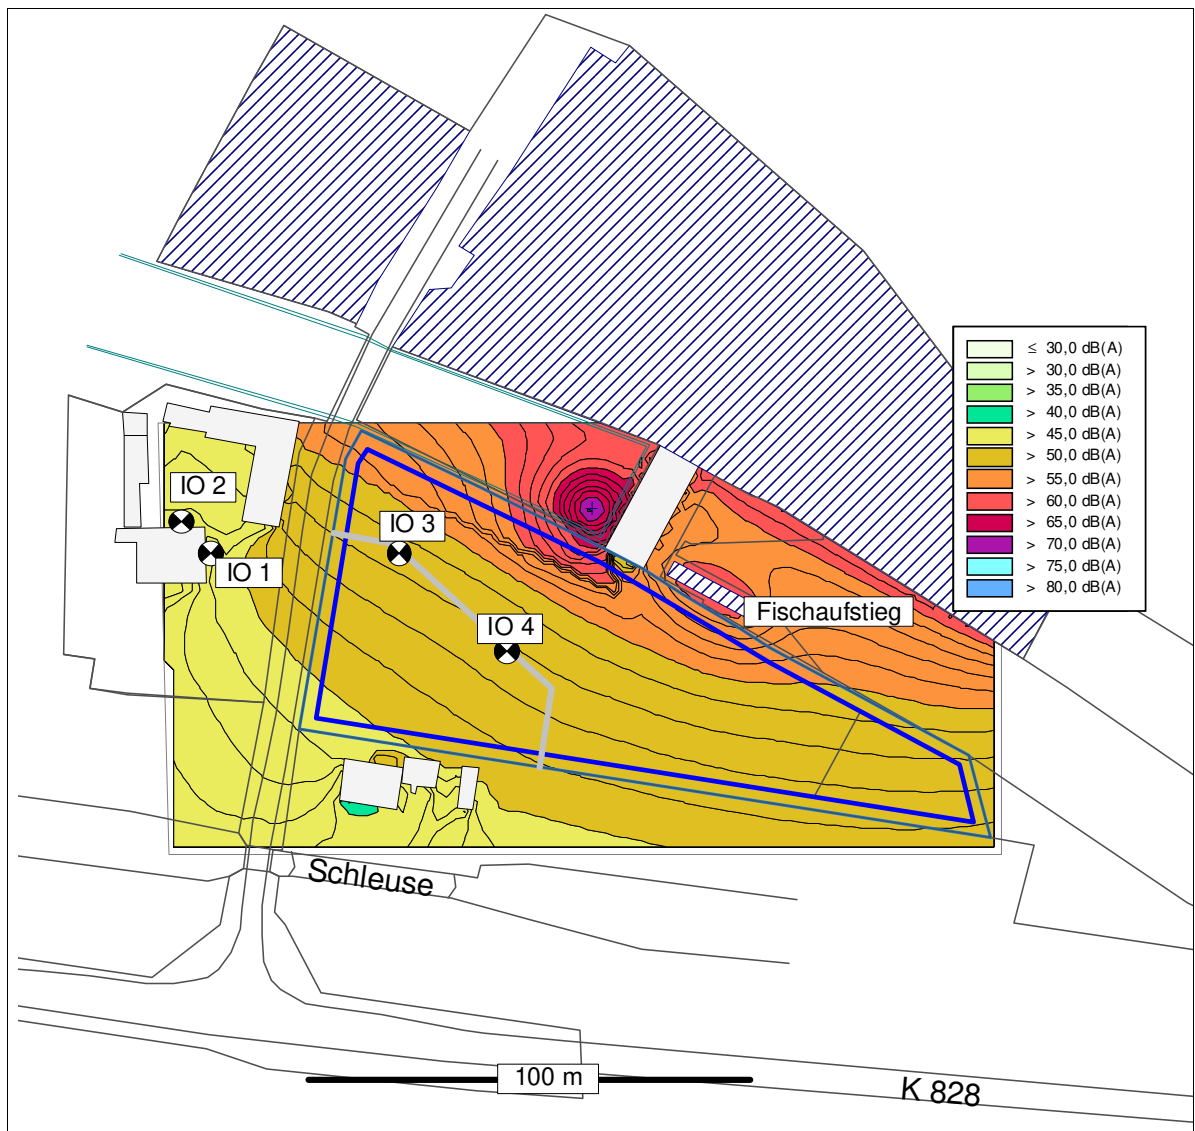 ≤ 30,0 dB(A)
> 30,0 dB(A)
> 35,0 dB(A)
> 40,0 dB(A)
> 45,0 dB(A)
> 50,0 dB(A)
> 55,0 dB(A)
> 60,0 dB(A)
> 65,0 dB(A)
> 70,0 dB(A)
> 75,0 dB(A)
> 80,0 dB(A)
IO 2
IO 3
IO 1
Fischaufstieg
IO 4
Schleuse
100 m
K 828